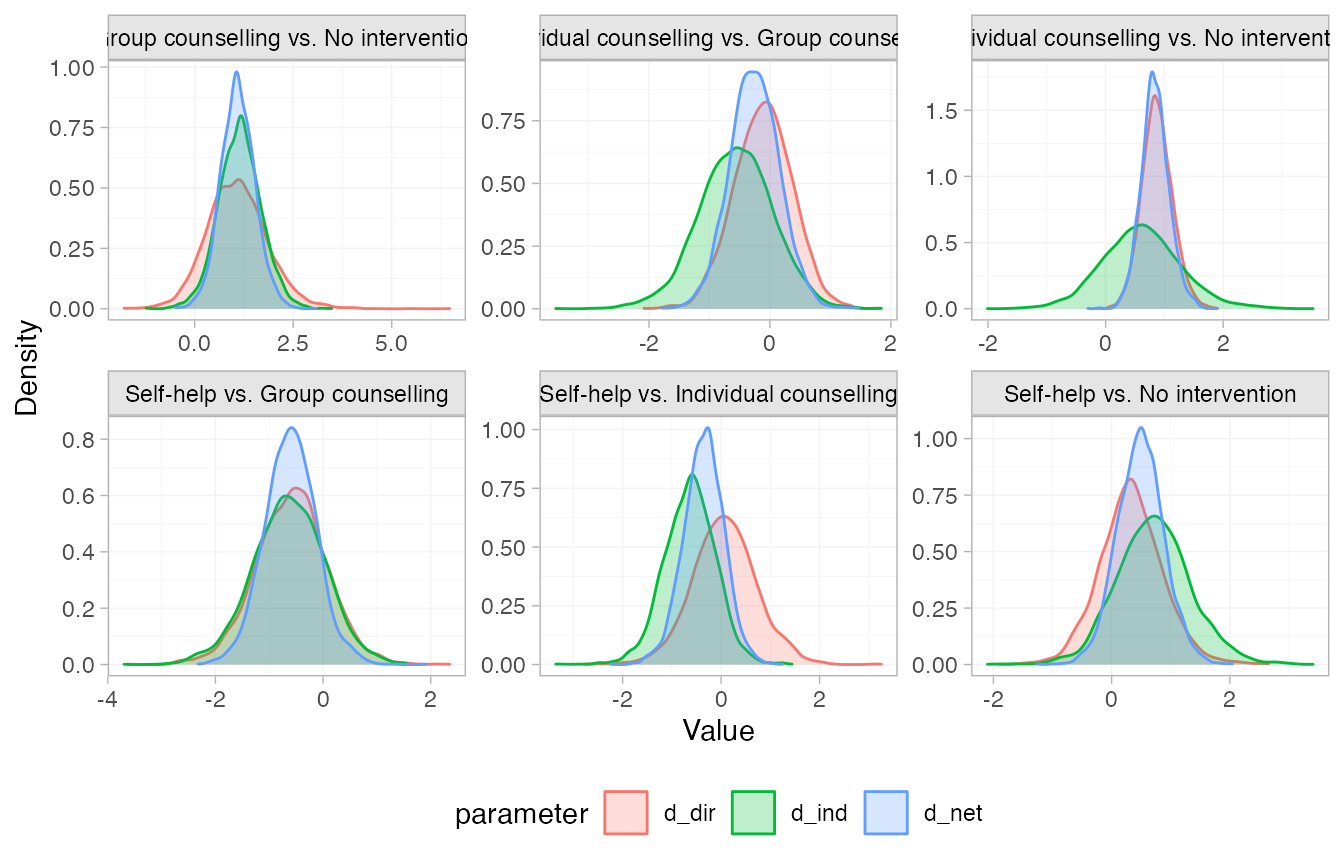 Group counselling vs. No interventio
vidual counselling vs. Group counse
ividual counselling vs. No intervent
1.00
0.75
0.50
0.25
0.00
0.0 2.5 5.0
0.75
0.50
0.25
0.00
-2 0 2
1.5
1.0
0.5
0.0
-2 0 2
Self-help vs. Group counselling
Self-help vs. Individual counselling
Self-help vs. No intervention
0.8
0.6
0.4
0.2
0.0
-4 -2 0 2
1.00
0.75
0.50
0.25
0.00
-2 0 2
1.00
0.75
0.50
0.25
0.00
-2 0 2
Density
Value
parameter d_dir d_ind d_net